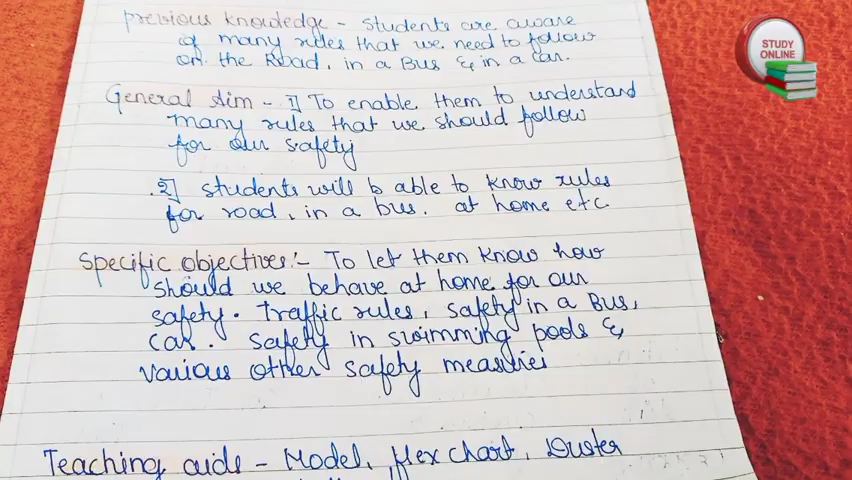 Previous knowledge - Students are aware
of many rules that we need to follow
on the Road, in a Bus & in a car.
General Aim - 1] To enable them to understand
many rules that we should follow
for our safety
2] Students will b able to know rules
for road, in a bus. at home etc
Specific objectives:- To let them know how
should we behave at home for our
safety. Traffic rules, safety in a Bus,
car. Safety in swimming pools &
various other safety measures
Teaching aids - Model, flex chart, Duster
STUDY
ONLINE